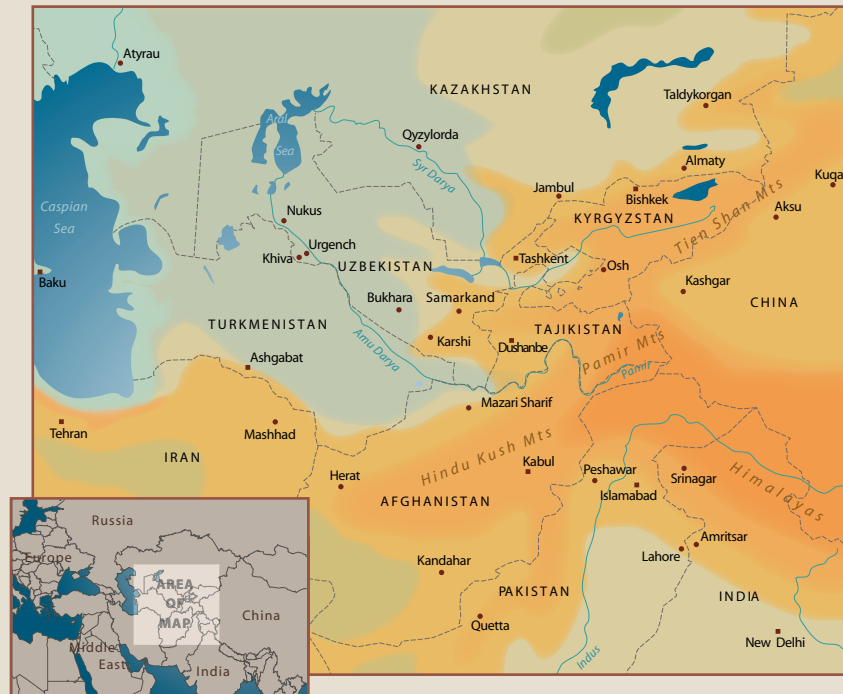 Atyrau
KAZAKHSTAN
Taldykorgan
Aral
Sea
Qyzylorda
Syr Darya
Almaty
Kuqa
Jambul
Bishkek
Caspian
Sea
Nukus
KYRGYZSTAN
Tien Shan Mts
Aksu
Urgench
Khiva
UZBEKISTAN
Tashkent
Osh
Baku
Kashgar
Bukhara
Samarkand
CHINA
TURKMENISTAN
TAJIKISTAN
Karshi
Dushanbe
Pamir Mts
Amu Darya
Ashgabat
Pamir
Mazari Sharif
Tehran
Mashhad
Hindu Kush Mts
IRAN
Kabul
Peshawar
Herat
Srinagar
Himalayas
Islamabad
AFGHANISTAN
Amritsar
Lahore
Kandahar
PAKISTAN
INDIA
Quetta
New Delhi
Indus
Russia
Europe
AREA
OF
MAP
China
Middle
East
India